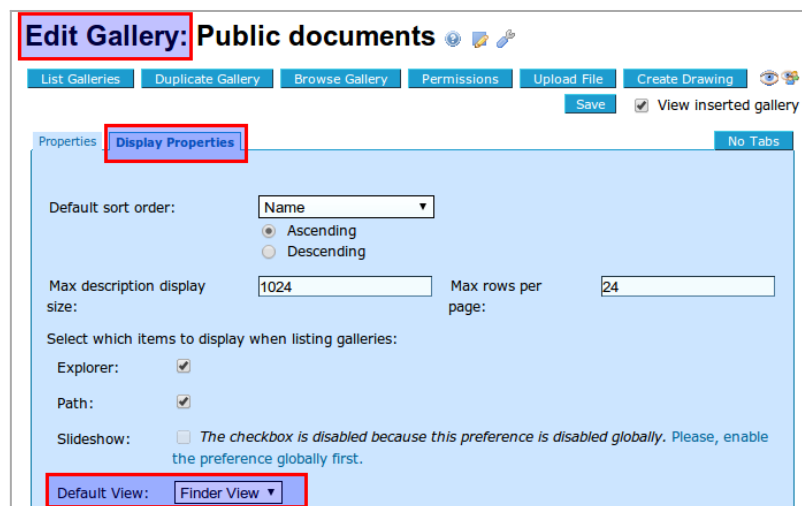 Edit Gallery: Public documents
List Galleries Duplicate Gallery Browse Gallery Permissions Upload File Create Drawing
Save View inserted gallery
Properties Display Properties No Tabs
Default sort order: Name
Ascending
Descending
Max description display size: 1024 Max rows per page: 24
Select which items to display when listing galleries:
Explorer:
Path:
Slideshow: The checkbox is disabled because this preference is disabled globally. Please, enable
the preference globally first.
Default View: Finder View